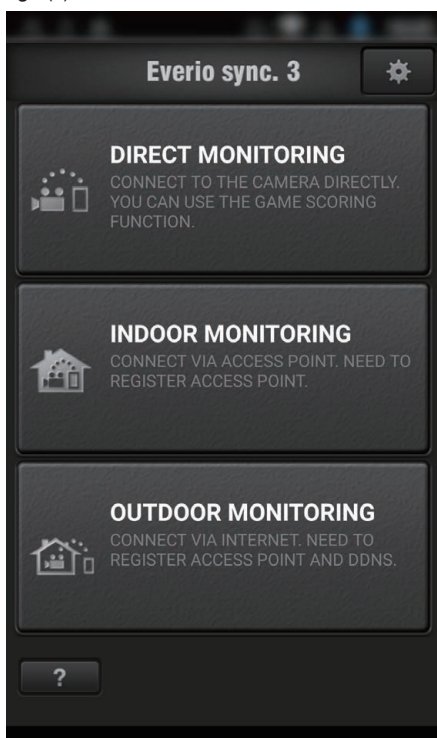 Everio sync. 3
DIRECT MONITORING
CONNECT TO THE CAMERA DIRECTLY.
YOU CAN USE THE GAME SCORING
FUNCTION.
INDOOR MONITORING
CONNECT VIA ACCESS POINT. NEED TO
REGISTER ACCESS POINT.
OUTDOOR MONITORING
CONNECT VIA INTERNET. NEED TO
REGISTER ACCESS POINT AND DDNS.
?